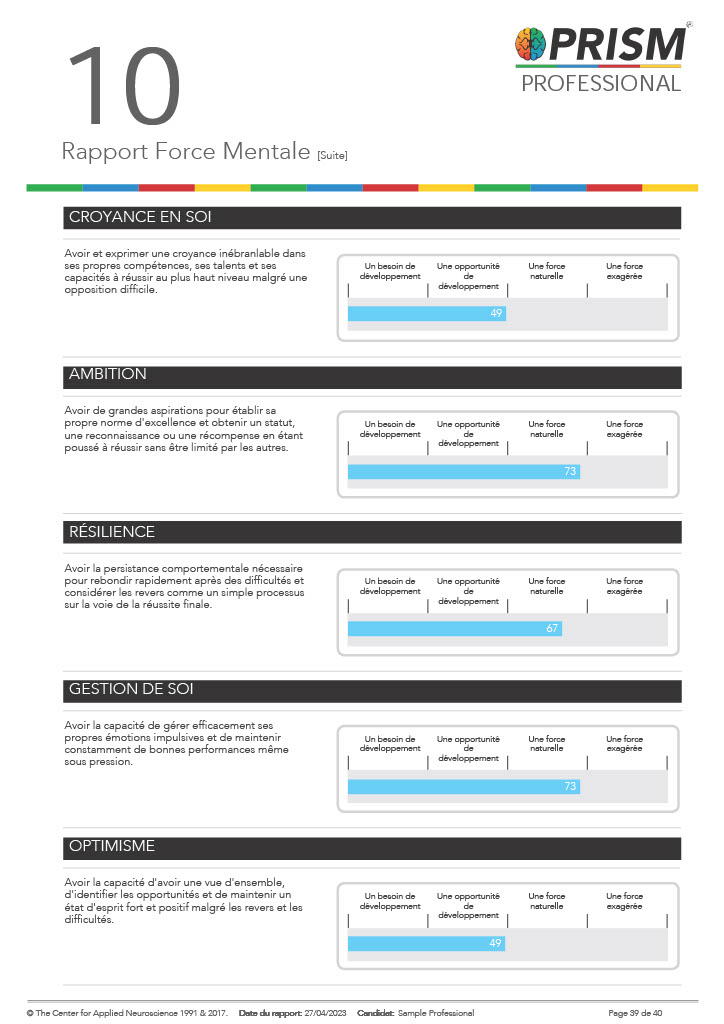 10
PRISM
PROFESSIONAL
Rapport Force Mentale [Suite]
CROYANCE EN SOI
Avoir et exprimer une croyance inébranlable dans
ses propres compétences, ses talents et ses
capacités à réussir au plus haut niveau malgré une
opposition difficile.
Un besoin de
développement
Une opportunité
de
développement
Une force
naturelle
Une force
exagérée
49
AMBITION
Avoir de grandes aspirations pour établir sa
propre norme d'excellence et obtenir un statut,
une reconnaissance ou une récompense en étant
poussé à réussir sans être limité par les autres.
Un besoin de
développement
Une opportunité
de
développement
Une force
naturelle
Une force
exagérée
73
RÉSILIENCE
Avoir la persistance comportementale nécessaire
pour rebondir rapidement après des difficultés et
considérer les revers comme un simple processus
sur la voie de la réussite finale.
Un besoin de
développement
Une opportunité
de
développement
Une force
naturelle
Une force
exagérée
67
GESTION DE SOI
Avoir la capacité de gérer efficacement ses
propres émotions impulsives et de maintenir
constamment de bonnes performances même
sous pression.
Un besoin de
développement
Une opportunité
de
développement
Une force
naturelle
Une force
exagérée
73
OPTIMISME
Avoir la capacité d'avoir une vue d'ensemble,
d'identifier les opportunités et de maintenir un
état d'esprit fort et positif malgré les revers et les
difficultés.
Un besoin de
développement
Une opportunité
de
développement
Une force
naturelle
Une force
exagérée
49
© The Center for Applied Neuroscience 1991 & 2017. Date du rapport: 27/04/2023 Candidat: Sample Professional Page 39 de 40